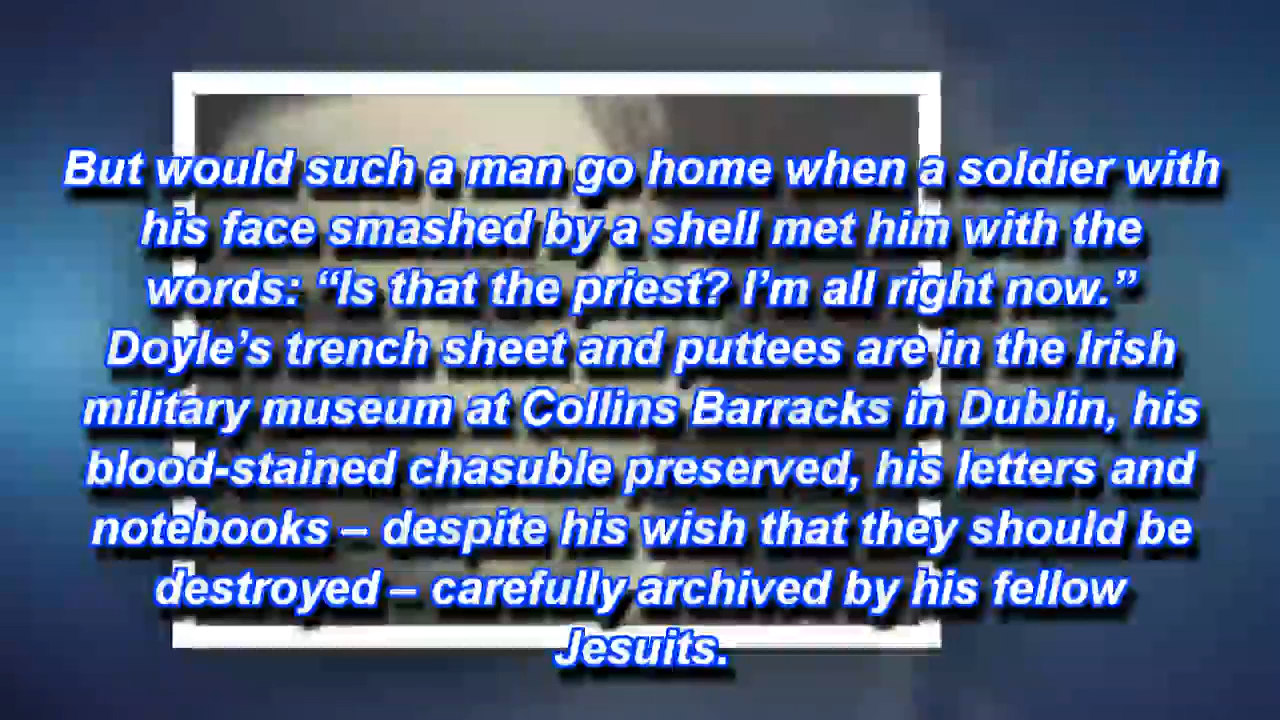 But would such a man go home when a soldier with
his face smashed by a shell met him with the
words: “Is that the priest? I’m all right now.”
Doyle’s trench sheet and puttees are in the Irish
military museum at Collins Barracks in Dublin, his
blood-stained chasuble preserved, his letters and
notebooks – despite his wish that they should be
destroyed – carefully archived by his fellow
Jesuits.